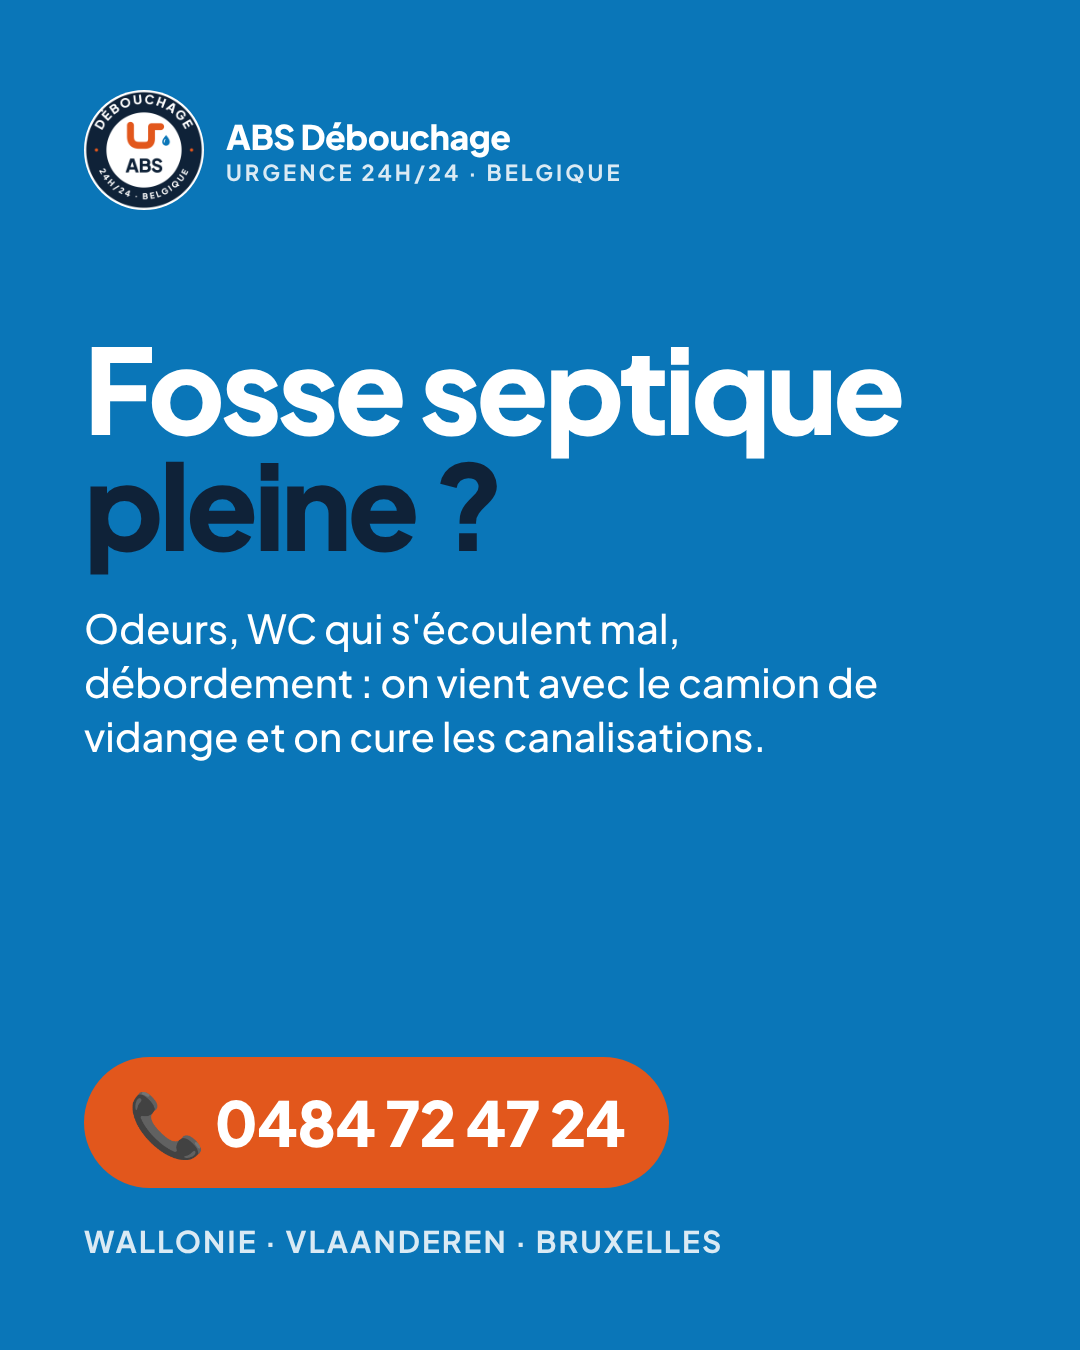 DÉBOUCHAGE
ABS
24H/24 · BELGIQUE
ABS Débouchage
URGENCE 24H/24 · BELGIQUE
Fosse septique
pleine ?
Odeurs, WC qui s'écoulent mal,
débordement : on vient avec le camion de
vidange et on cure les canalisations.
📞 0484 72 47 24
WALLONIE · VLAANDEREN · BRUXELLES